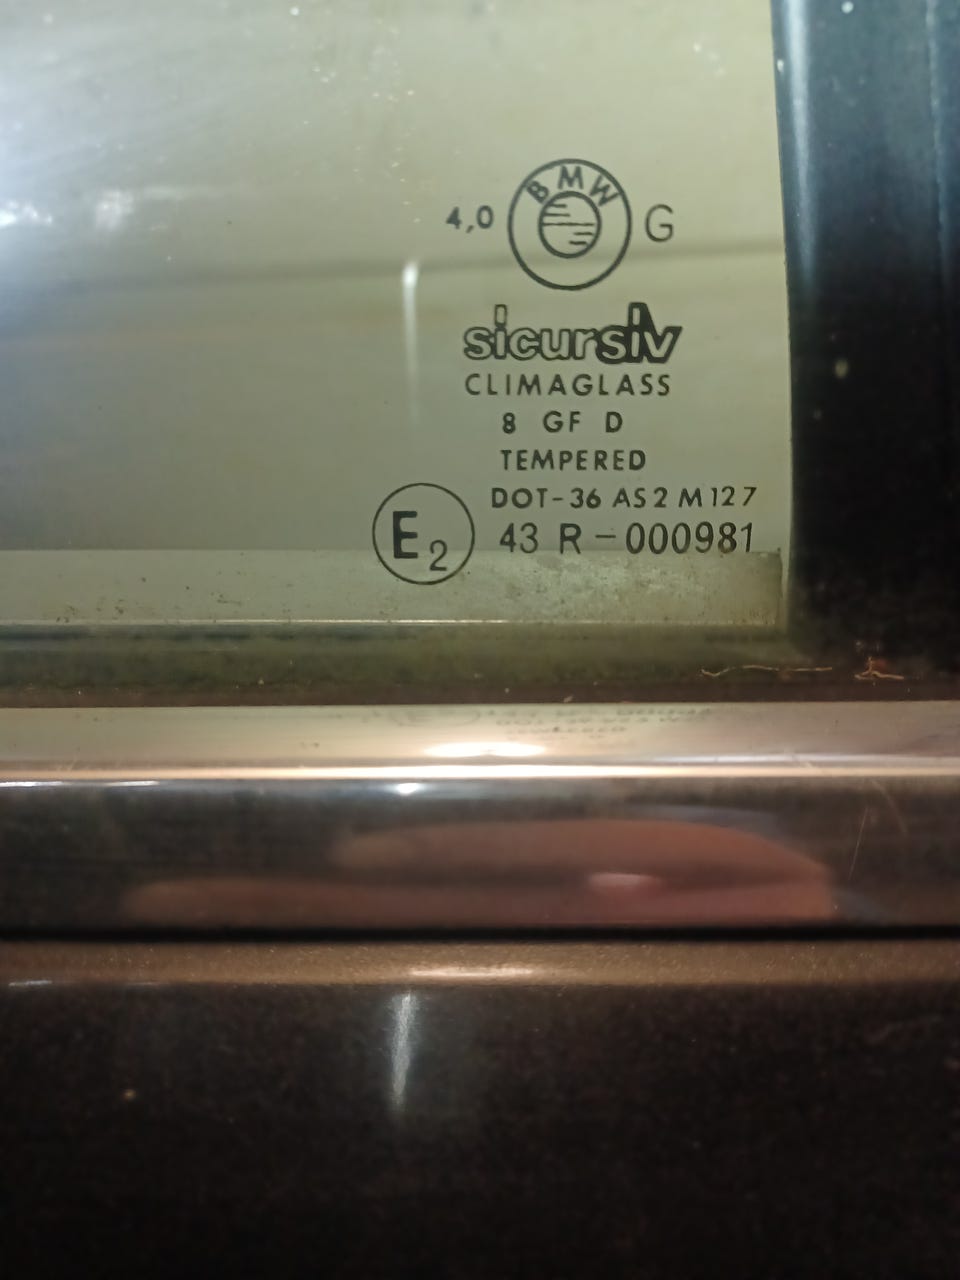 4,0 BMW G
sicursiv
CLIMAGLASS
8 GF D
TEMPERED
DOT-36 AS2 M127
E2 43 R - 000981